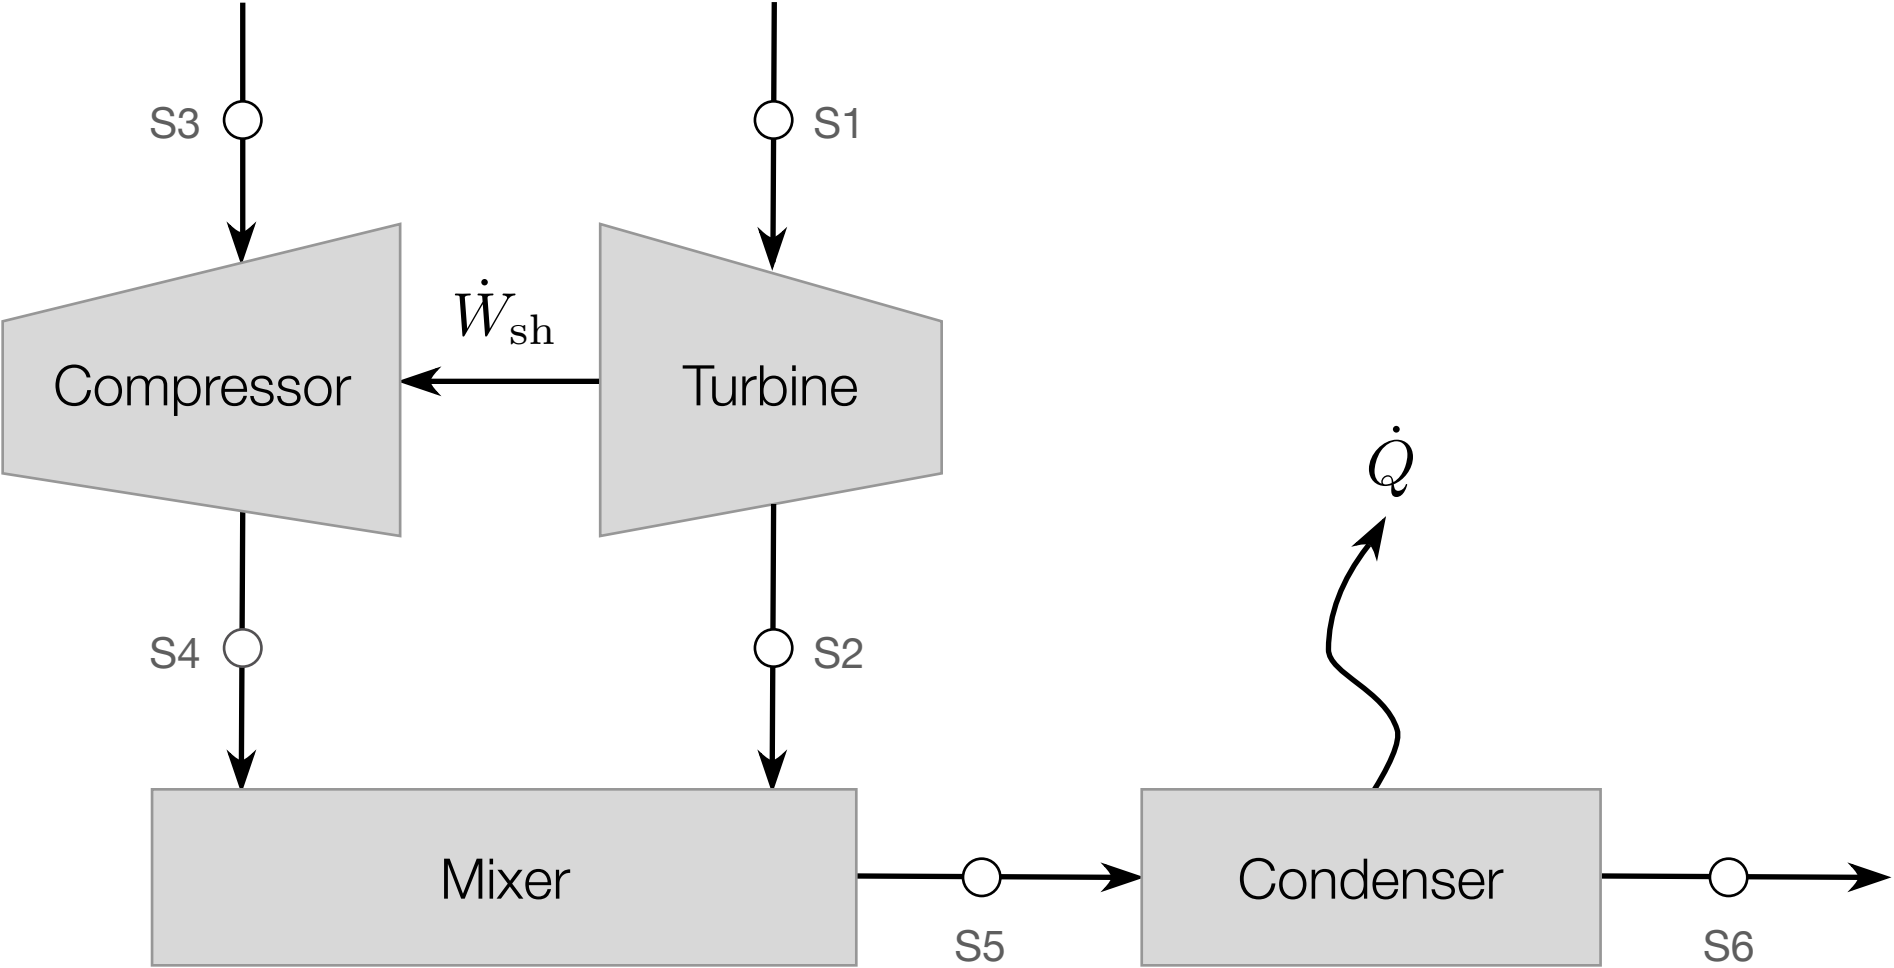 S3
S1
Ẇsh
Compressor
Turbine
Q̇
S4
S2
Mixer
Condenser
S5
S6